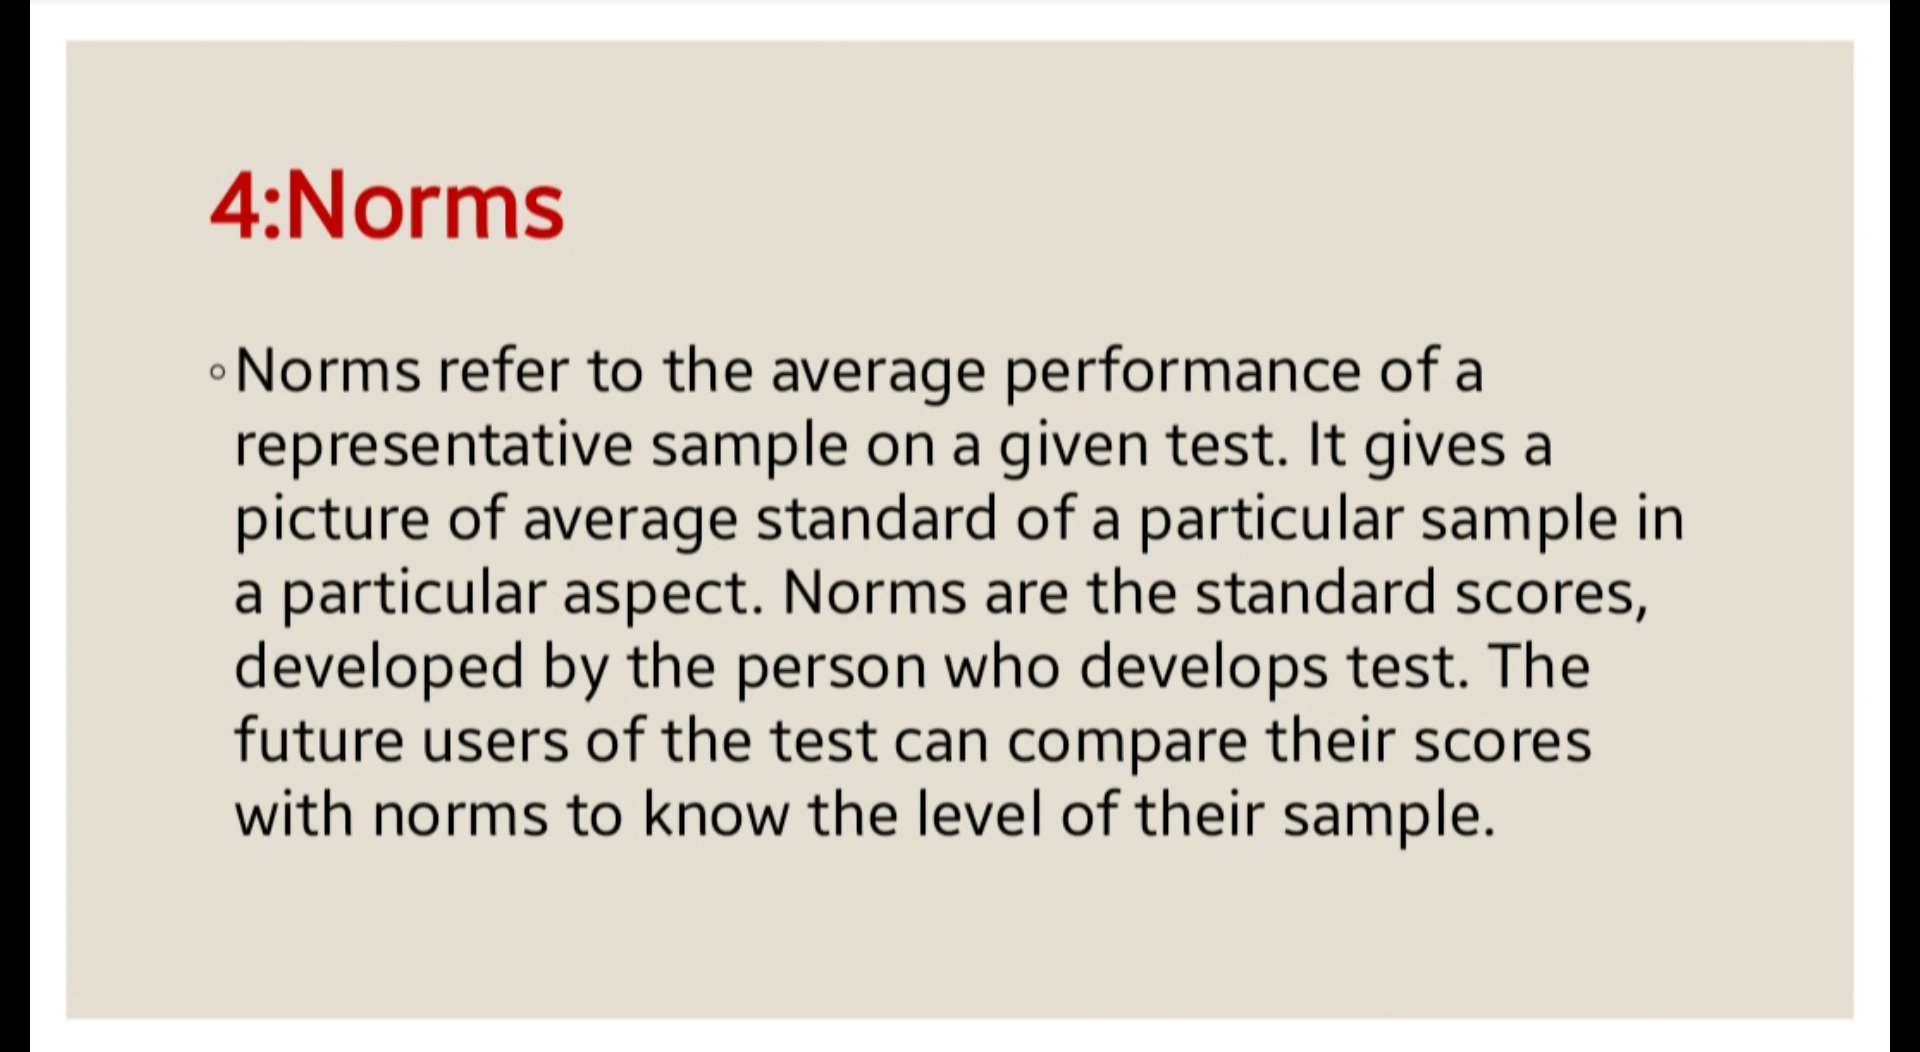 4:Norms
◦Norms refer to the average performance of a
representative sample on a given test. It gives a
picture of average standard of a particular sample in
a particular aspect. Norms are the standard scores,
developed by the person who develops test. The
future users of the test can compare their scores
with norms to know the level of their sample.